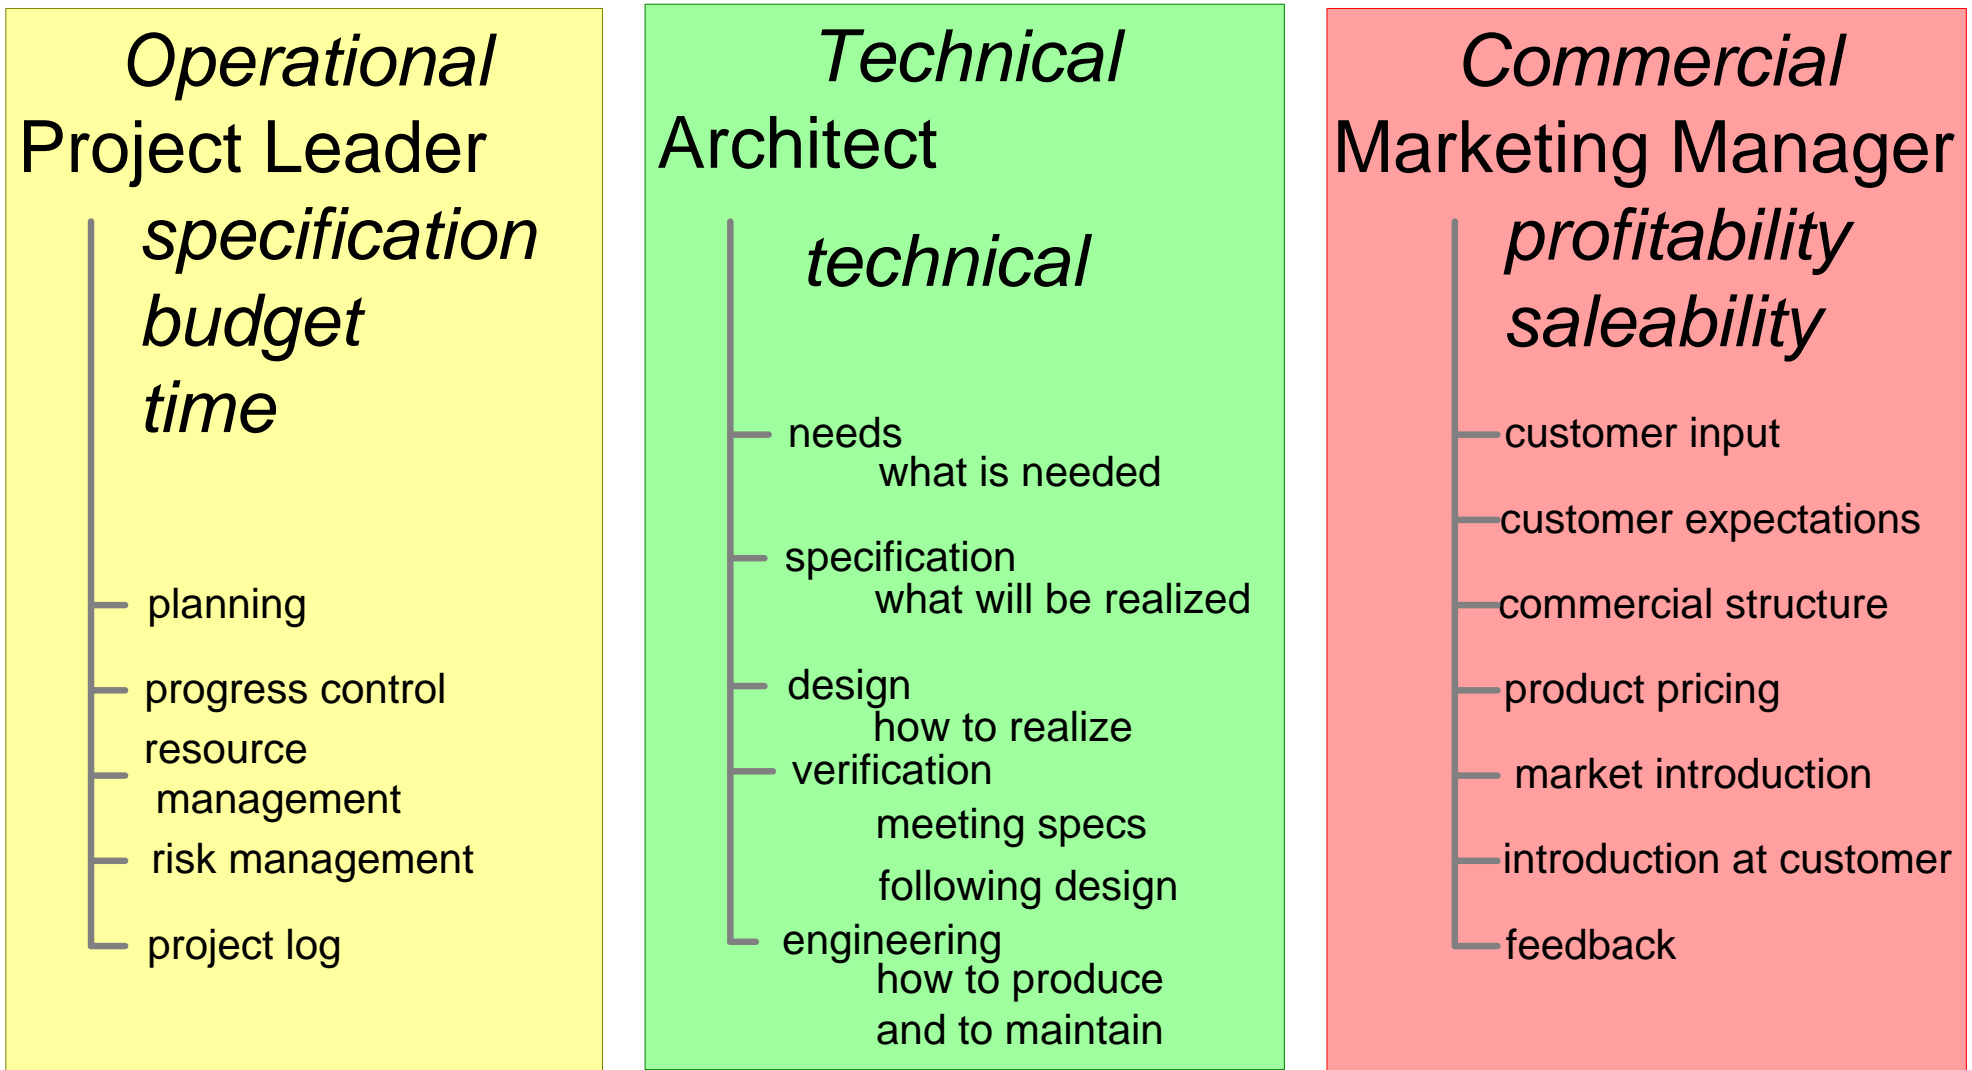 Operational
Project Leader
specification
budget
time
planning
progress control
resource
management
risk management
project log
Technical
Architect
technical
needs
what is needed
specification
what will be realized
design
how to realize
verification
meeting specs
following design
engineering
how to produce
and to maintain
Commercial
Marketing Manager
profitability
saleability
customer input
customer expectations
commercial structure
product pricing
market introduction
introduction at customer
feedback